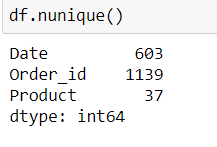 df.nunique()
Date 603
Order_id 1139
Product 37
dtype: int64